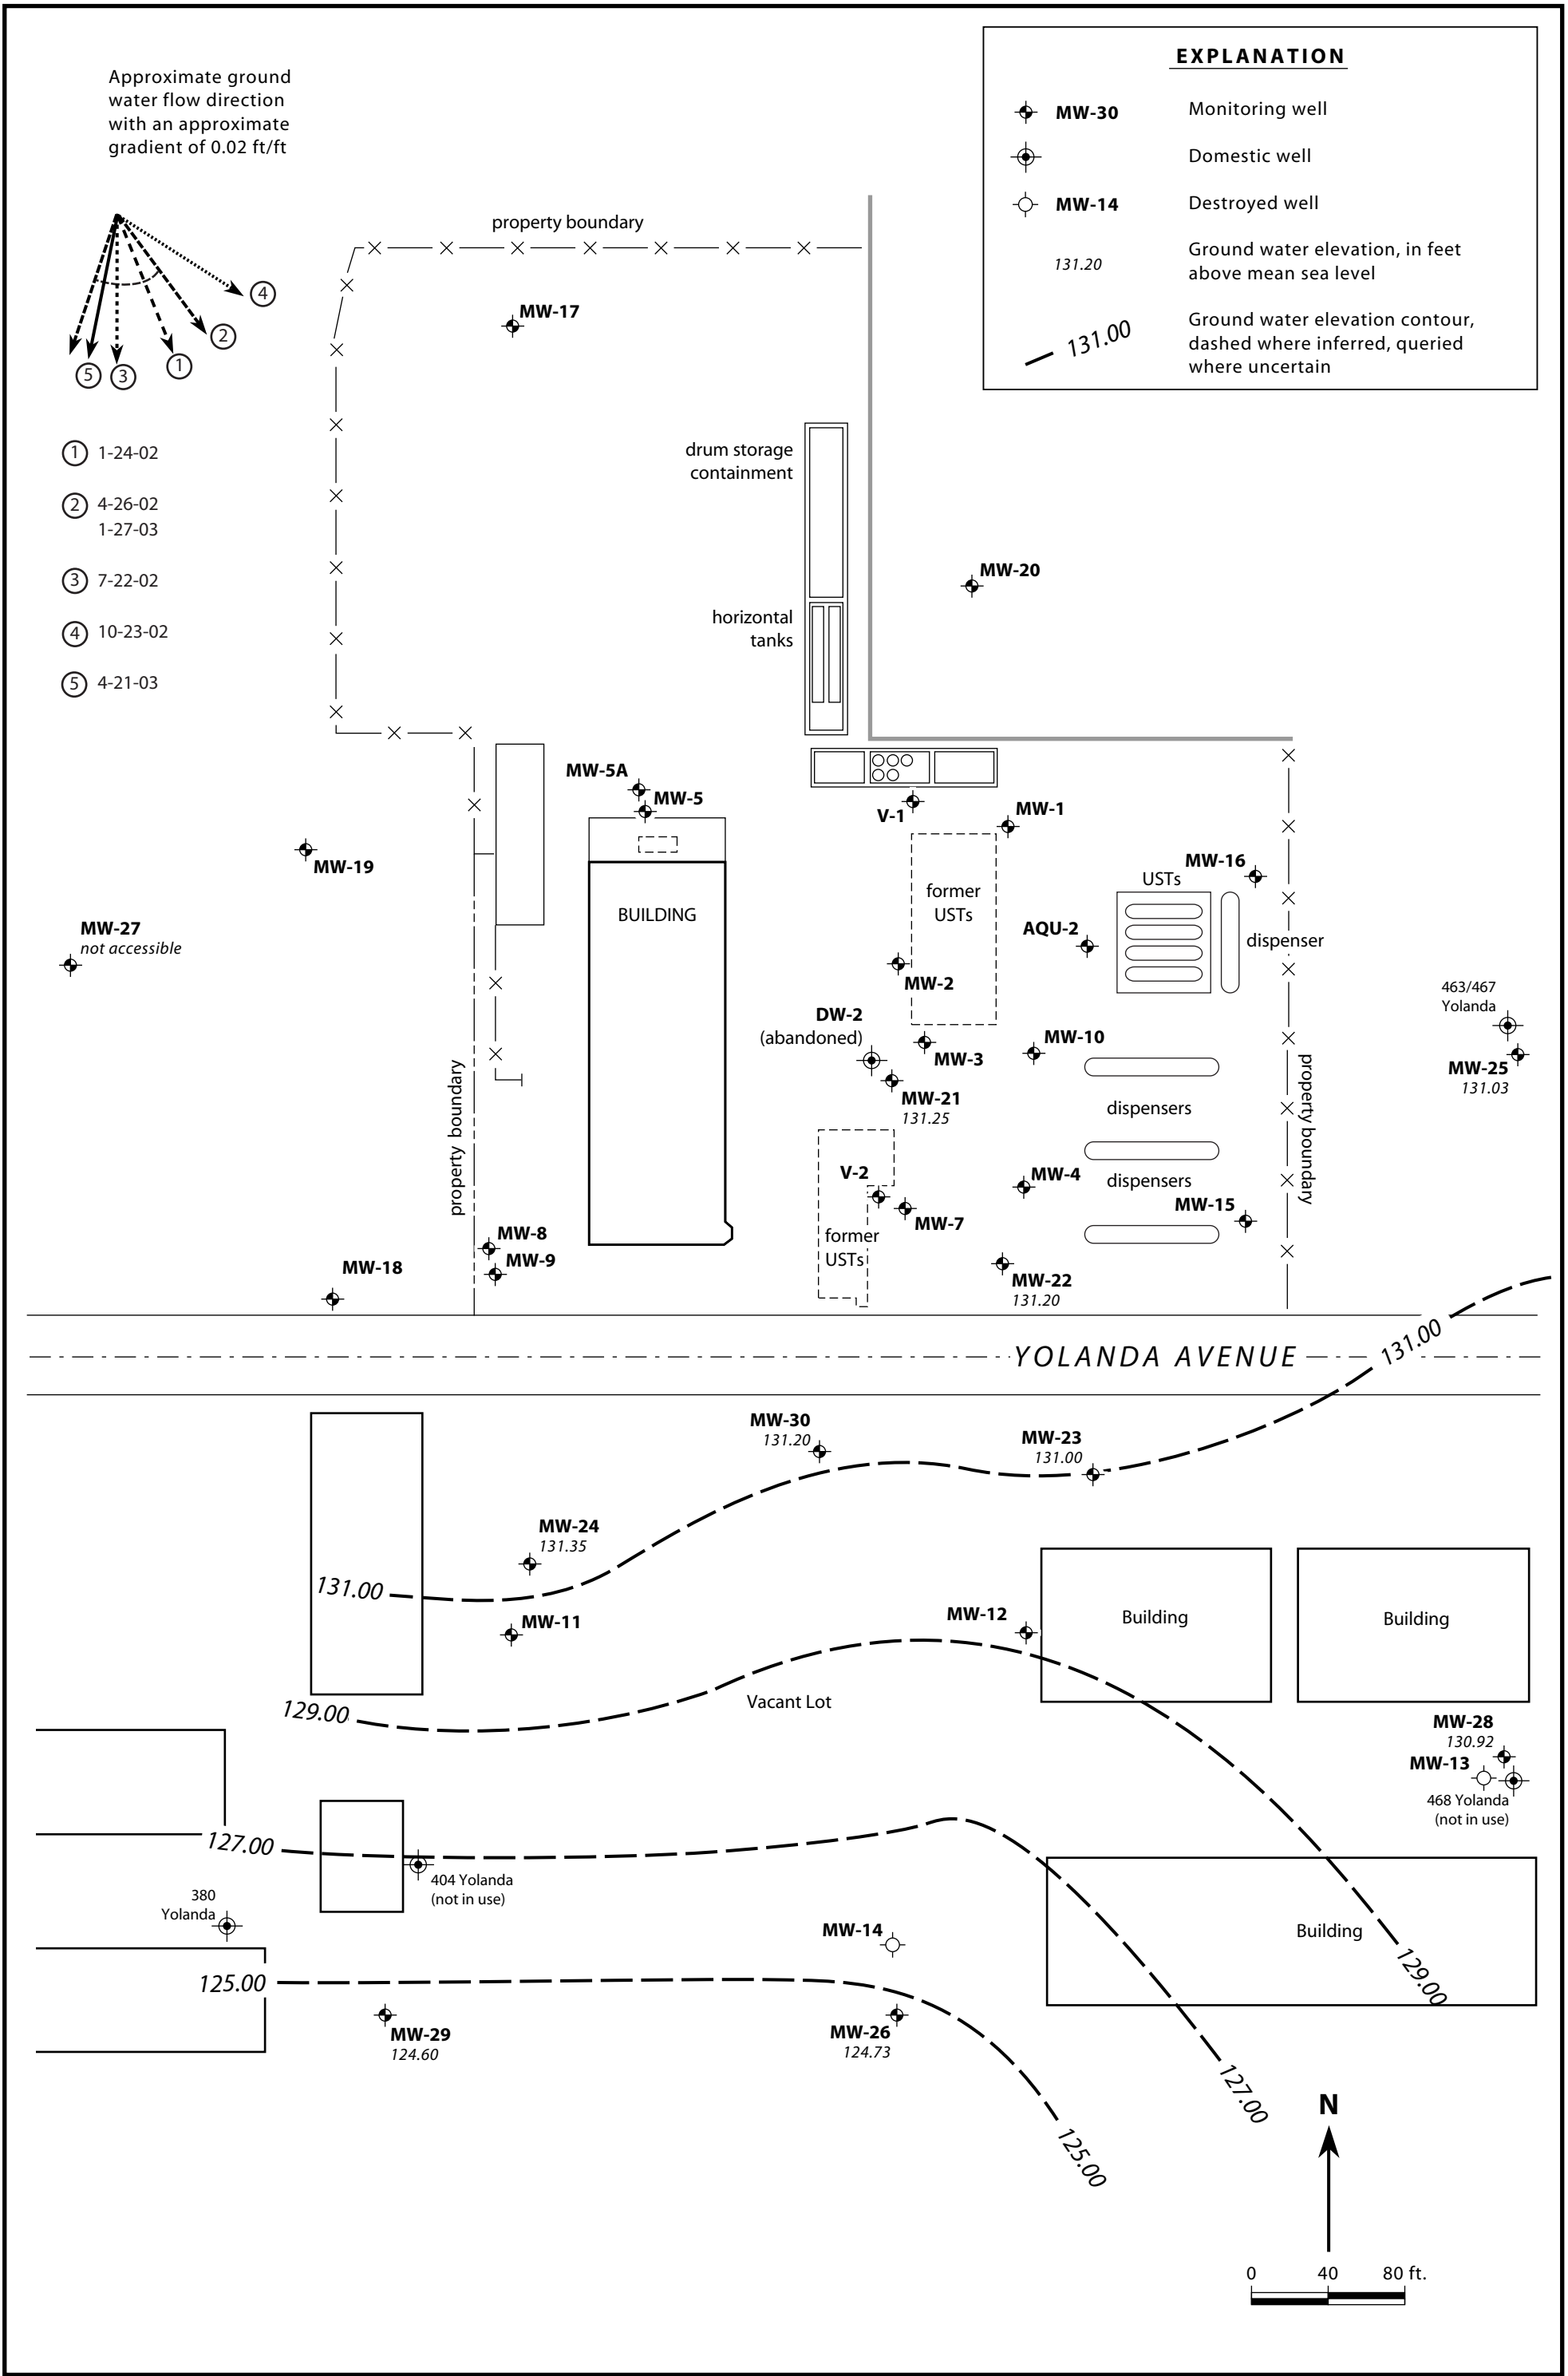 Approximate ground
water flow direction
with an approximate
gradient of 0.02 ft/ft
EXPLANATION
MW-30 Monitoring well
Domestic well
MW-14 Destroyed well
131.20 Ground water elevation, in feet
above mean sea level
131.00 Ground water elevation contour,
dashed where inferred, queried
where uncertain
4
2
1
3
5
1 1-24-02
2 4-26-02
1-27-03
3 7-22-02
4 10-23-02
5 4-21-03
property boundary
MW-17
drum storage
containment
horizontal
tanks
MW-20
MW-5A
MW-5
V-1
MW-1
MW-19
MW-27
not accessible
BUILDING
former
USTs
MW-16
USTs
AQU-2
dispenser
MW-2
463/467
Yolanda
DW-2
(abandoned)
MW-3
MW-10
MW-25
131.03
MW-21
131.25
dispensers
property boundary
property boundary
V-2
MW-4
dispensers
MW-15
MW-7
former
USTs
MW-8
MW-9
MW-18
MW-22
131.20
YOLANDA AVENUE
131.00
MW-30
131.20
MW-23
131.00
MW-24
131.35
131.00
MW-11
MW-12
Building
Building
129.00
Vacant Lot
MW-28
130.92
MW-13
468 Yolanda
(not in use)
127.00
404 Yolanda
(not in use)
380
Yolanda
MW-14
Building
129.00
125.00
MW-29
124.60
MW-26
124.73
127.00
125.00
N
0 40 80 ft.